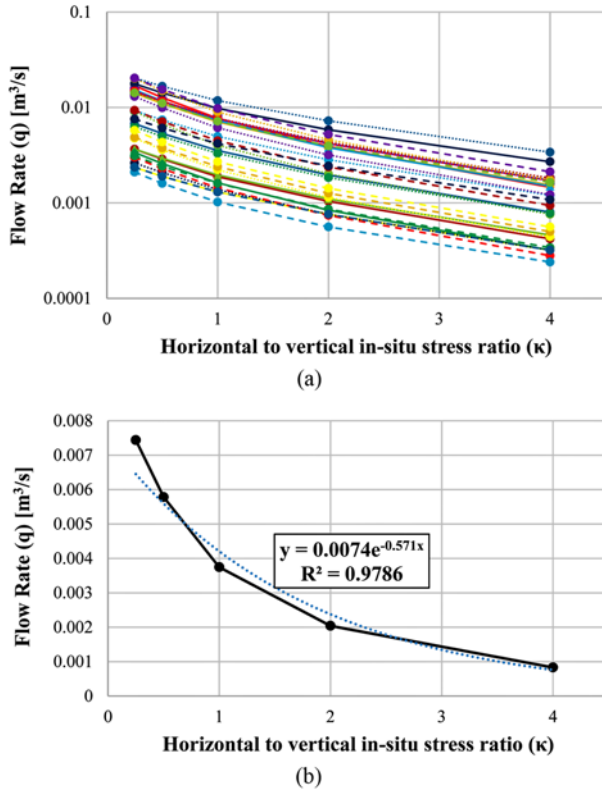 0.1
0.01
0.001
0.0001
Flow Rate (q) [m³/s]
0 1 2 3 4
Horizontal to vertical in-situ stress ratio (κ)
(a)
0.008
0.007
0.006
0.005
0.004
0.003
0.002
0.001
0
Flow Rate (q) [m³/s]
y = 0.0074e^-0.571x
R² = 0.9786
0 1 2 3 4
Horizontal to vertical in-situ stress ratio (κ)
(b)